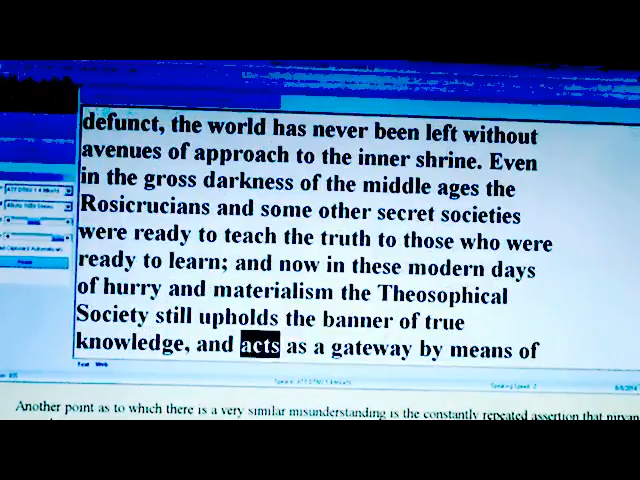 defunct, the world has never been left without
avenues of approach to the inner shrine. Even
in the gross darkness of the middle ages the
Rosicrucians and some other secret societies
were ready to teach the truth to those who were
ready to learn; and now in these modern days
of hurry and materialism the Theosophical
Society still upholds the banner of true
knowledge, and acts as a gateway by means of
Another point as to which there is a very similar misunderstanding is the constantly repeated assertion that nirvan